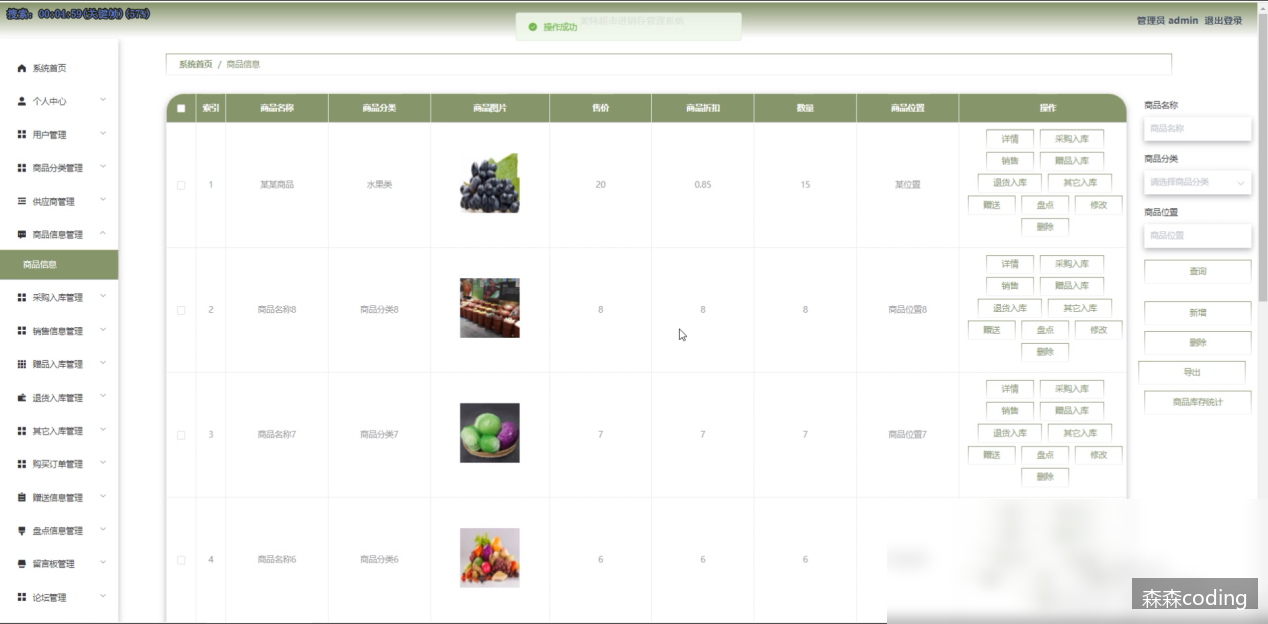 搜索: 00:01:59(关键帧)(57%)
操作成功
管理员 admin 退出登录
系统首页 / 商品信息
系统首页
个人中心
用户管理
商品分类管理
供应商管理
商品信息管理
商品信息
采购入库管理
销售信息管理
赠品入库管理
退货入库管理
其它入库管理
购买订单管理
赠送信息管理
盘点信息管理
留言板管理
论坛管理
索引 商品名称 商品分类 商品图片 售价 商品折扣 数量 商品位置 操作
1 某某商品 水果类 20 0.85 15 某位置
详情 采购入库
销售 赠品入库
退货入库 其它入库
赠送 盘点 修改
删除
2 商品名称8 商品分类8 8 8 8 商品位置8
详情 采购入库
销售 赠品入库
退货入库 其它入库
赠送 盘点 修改
删除
3 商品名称7 商品分类7 7 7 7 商品位置7
详情 采购入库
销售 赠品入库
退货入库 其它入库
赠送 盘点 修改
删除
4 商品名称6 商品分类6 6 6 6
商品名称
商品名称
商品分类
请选择商品分类
商品位置
商品位置
查询
新增
删除
导出
商品库存统计
森森coding